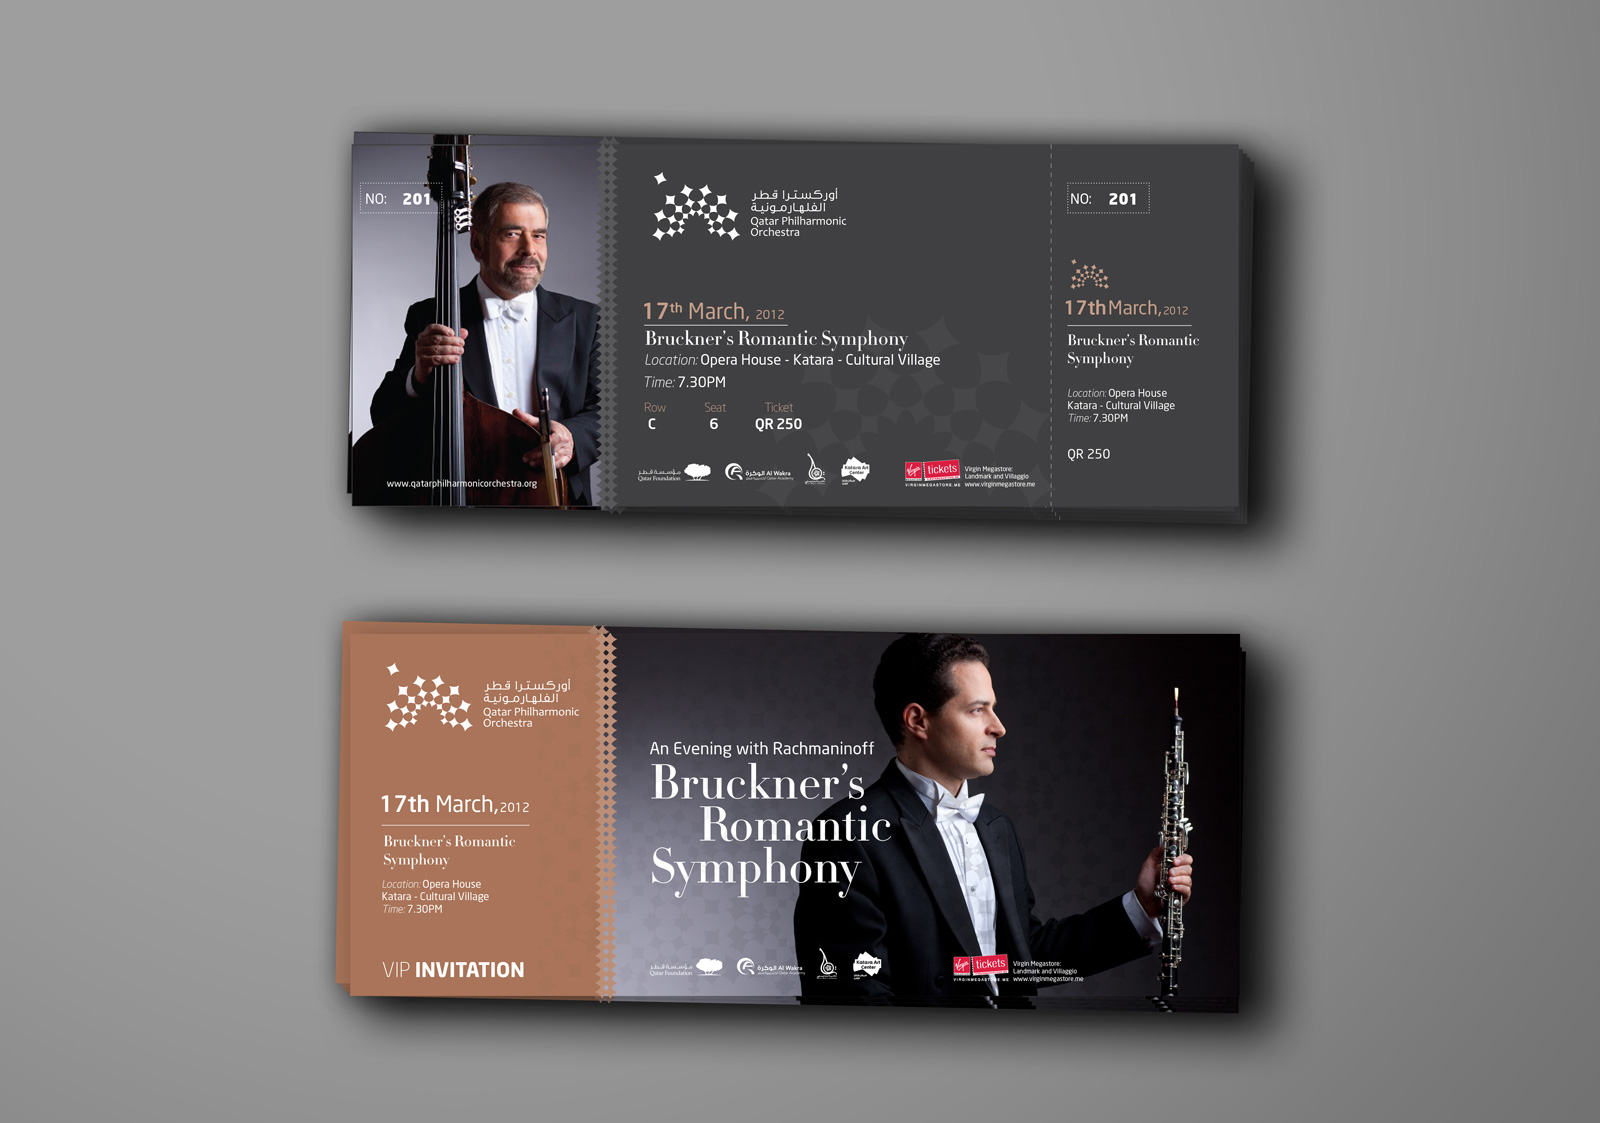 NO: 201
أوركسترا قطر
الفلهارمونية
Qatar Philharmonic
Orchestra
17th March, 2012
Bruckner's Romantic Symphony
Location: Opera House - Katara - Cultural Village
Time: 7.30PM
Row Seat Ticket
C 6 QR 250
www.qatarphilharmonicorchestra.org
مؤسسة قطر
Qatar Foundation
الوكرة Al Wakra
Qatar Academy
Katara Art
Center
Virgin tickets
VIRGINMEGASTORE.ME
Virgin Megastore:
Landmark and Villaggio
www.virginmegastore.me
NO: 201
17th March, 2012
Bruckner's Romantic
Symphony
Location: Opera House
Katara - Cultural Village
Time: 7.30PM
QR 250
أوركسترا قطر
الفلهارمونية
Qatar Philharmonic
Orchestra
17th March, 2012
Bruckner's Romantic
Symphony
Location: Opera House
Katara - Cultural Village
Time: 7.30PM
VIP INVITATION
An Evening with Rachmaninoff
Bruckner's
Romantic
Symphony
مؤسسة قطر
Qatar Foundation
الوكرة Al Wakra
Qatar Academy
Katara Art
Center
Virgin tickets
VIRGINMEGASTORE.ME
Virgin Megastore:
Landmark and Villaggio
www.virginmegastore.me